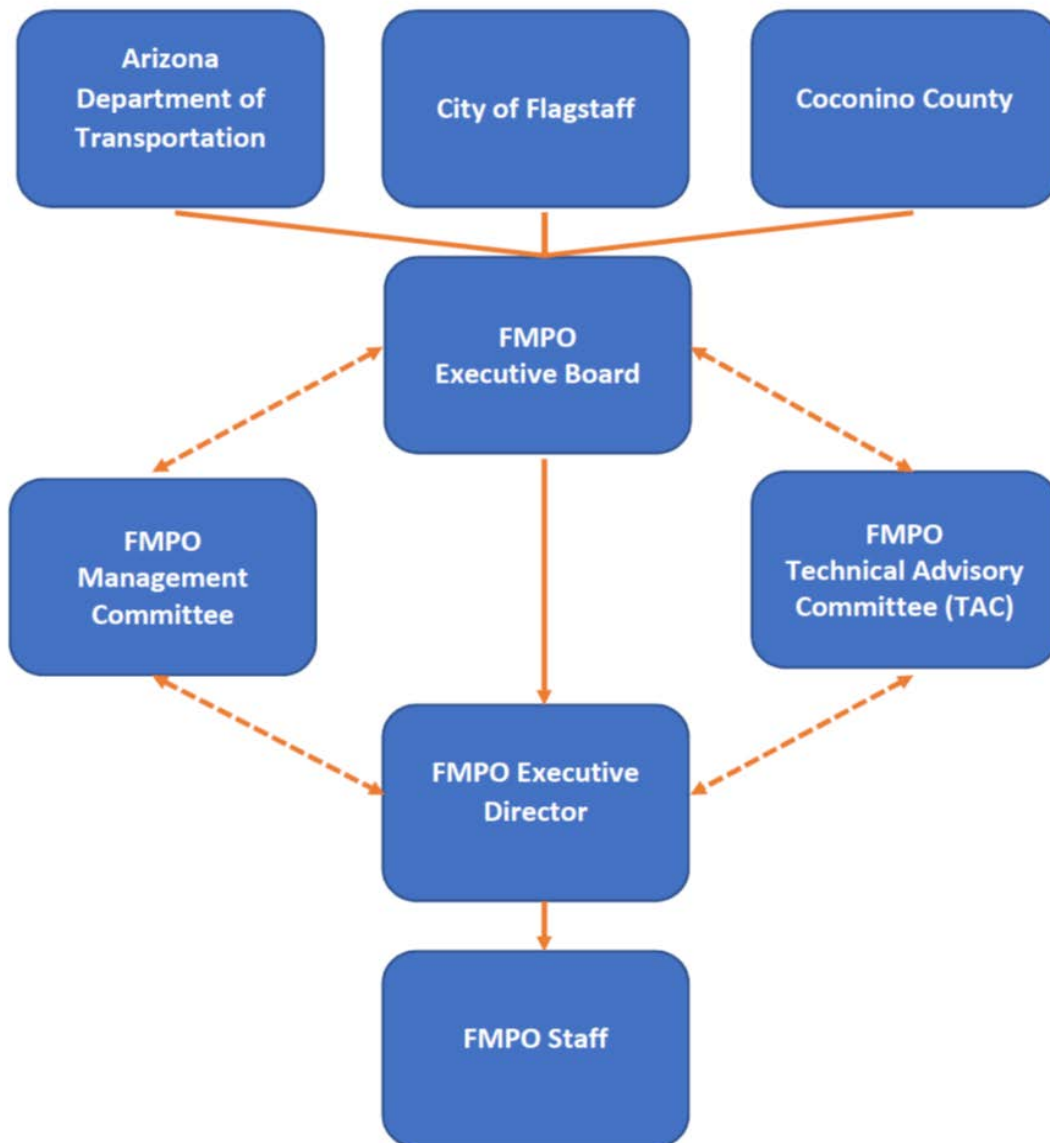 Arizona
Department of
Transportation
City of Flagstaff
Coconino County
FMPO
Executive Board
FMPO
Management
Committee
FMPO
Technical Advisory
Committee (TAC)
FMPO Executive
Director
FMPO Staff